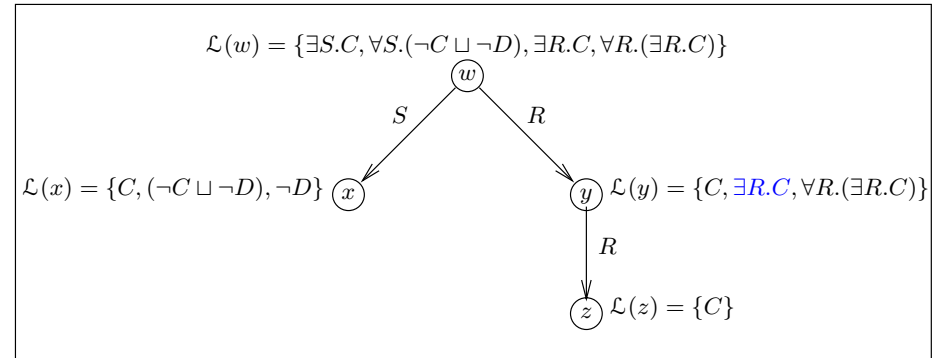 ℒ(w) = {∃S.C, ∀S.(¬C ⊔ ¬D), ∃R.C, ∀R.(∃R.C)}
w
S R
ℒ(x) = {C, (¬C ⊔ ¬D), ¬D} x y ℒ(y) = {C, ∃R.C, ∀R.(∃R.C)}
R
z ℒ(z) = {C}